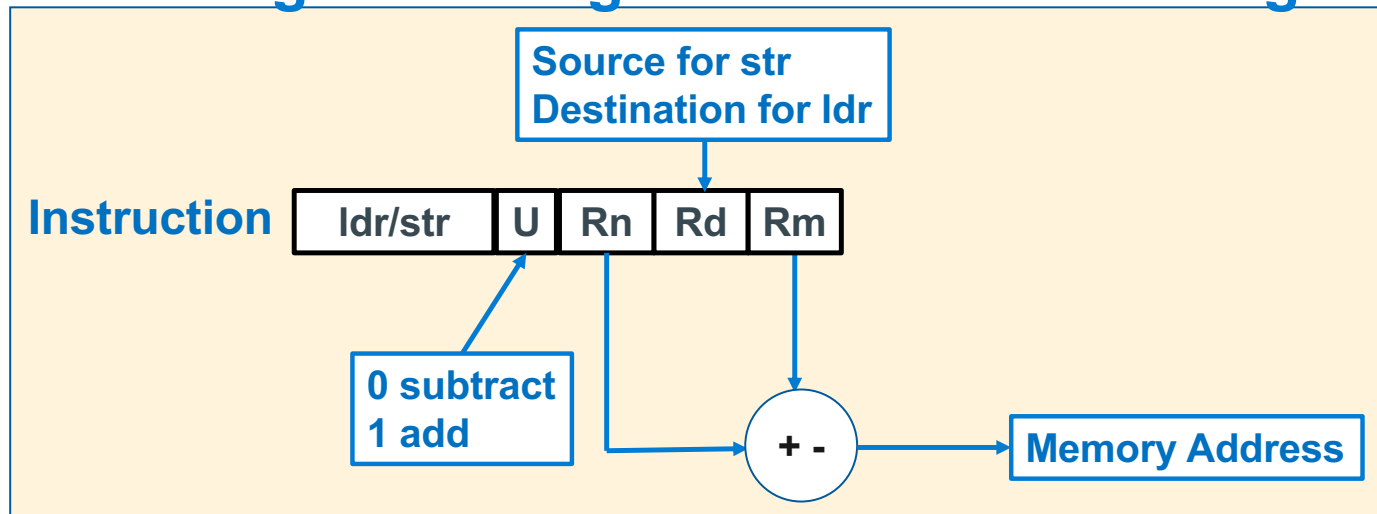 Source for str
Destination for ldr
Instruction ldr/str U Rn Rd Rm
0 subtract
1 add
+ -
Memory Address